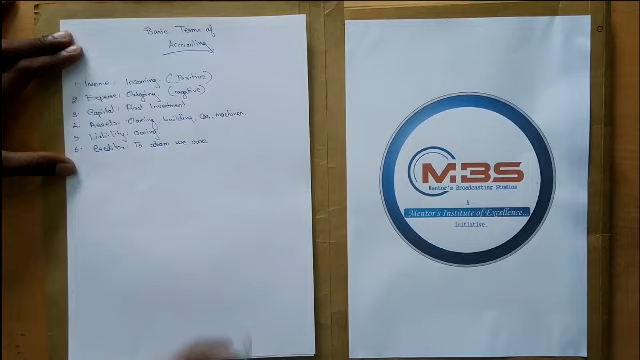 Basic Terms of
Accounting
1. Income: Incoming (Positive)
2. Expense: Outgoing (negative)
3. Capital: First Investment
4. Assets: Owning, building, Car, machinery
5. Liability: Owing
6. Creditor: To whom we owe
MBS
Mentor's Broadcasting Studios
A
Mentor's Institute of Excellence...
Initiative.